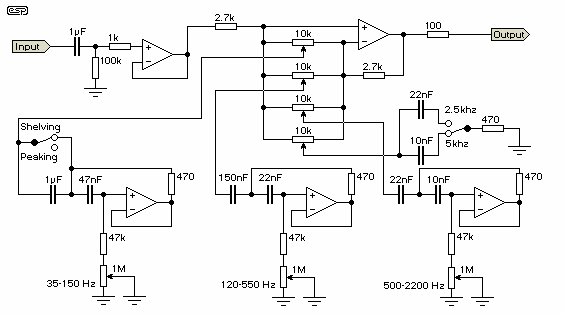 esp
1µF
1k
2.7k
10k
100
Input
Output
100k
10k
2.7k
10k
22nF
10k
2.5khz
470
Shelving
10nF
5khz
Peaking
1µF
47nF
470
150nF
22nF
470
22nF
10nF
470
+
-
+
-
+
-
+
-
+
-
47k
47k
47k
1M
1M
1M
35-150 Hz
120-550 Hz
500-2200 Hz